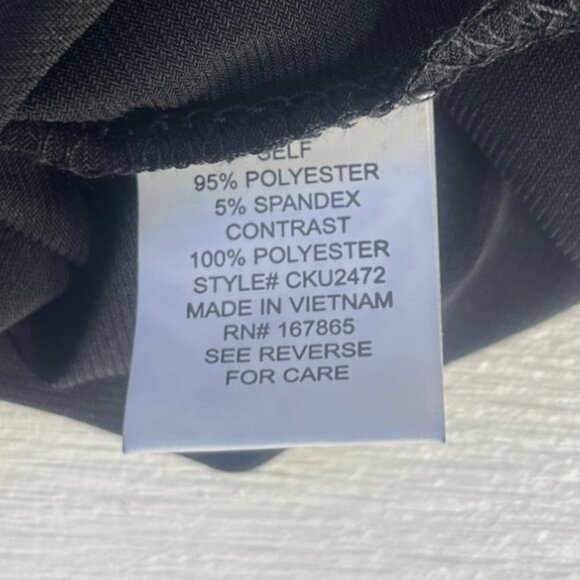 SELF
95% POLYESTER
5% SPANDEX
CONTRAST
100% POLYESTER
STYLE# CKU2472
MADE IN VIETNAM
RN# 167865
SEE REVERSE
FOR CARE